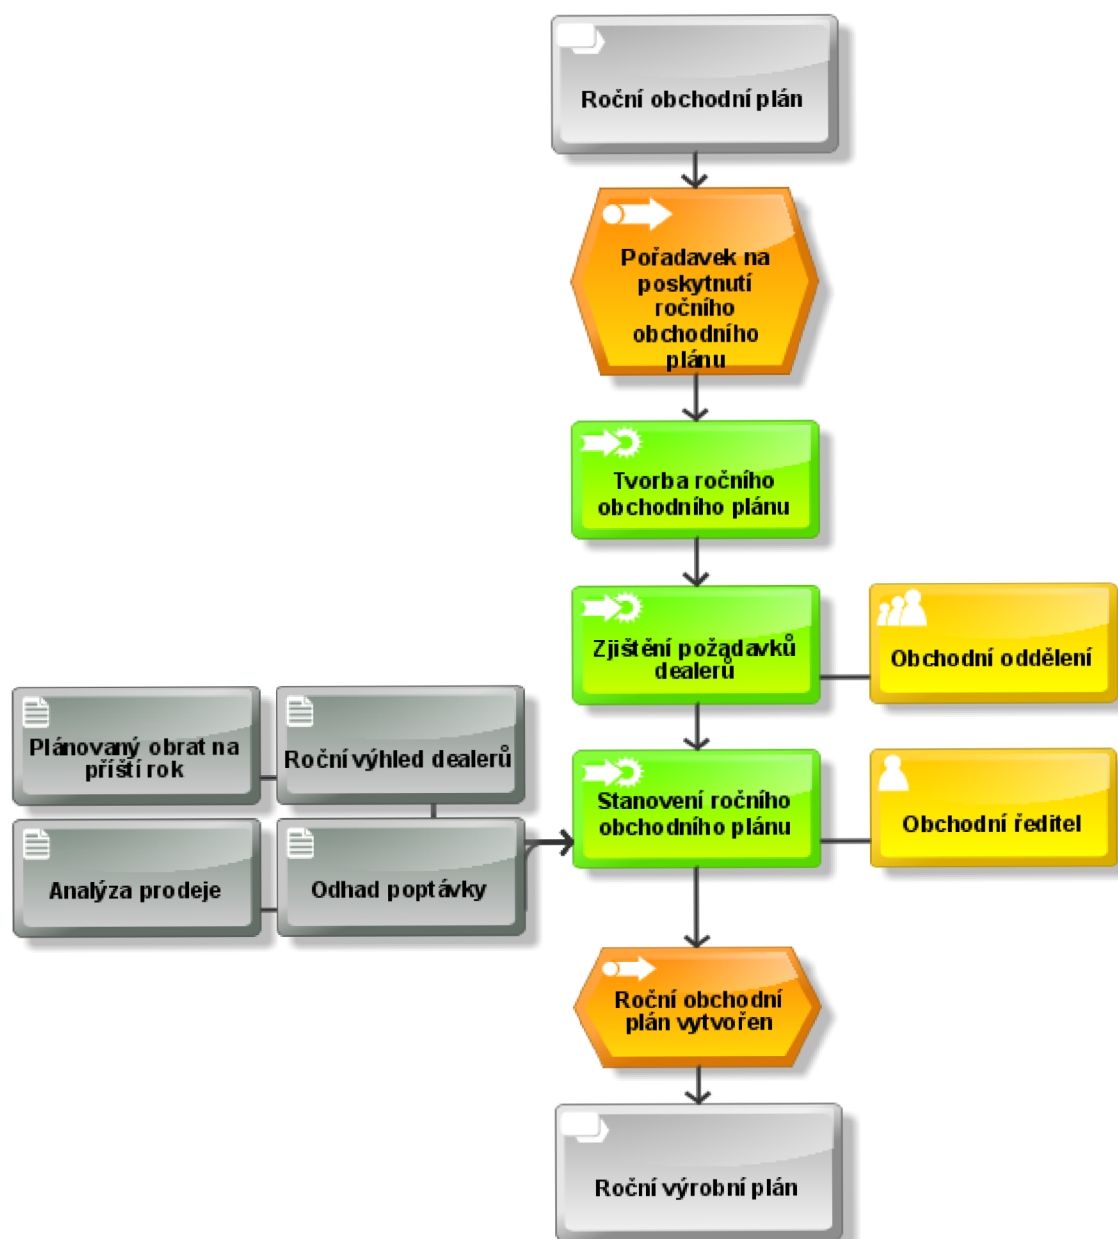 Roční obchodní plán
Pořadavek na
poskytnutí
ročního
obchodního
plánu
Tvorba ročního
obchodního plánu
Zjištění požadavků
dealerů
Obchodní oddělení
Plánovaný obrat na
příští rok
Roční výhled dealerů
Stanovení ročního
obchodního plánu
Obchodní ředitel
Analýza prodeje
Odhad poptávky
Roční obchodní
plán vytvořen
Roční výrobní plán